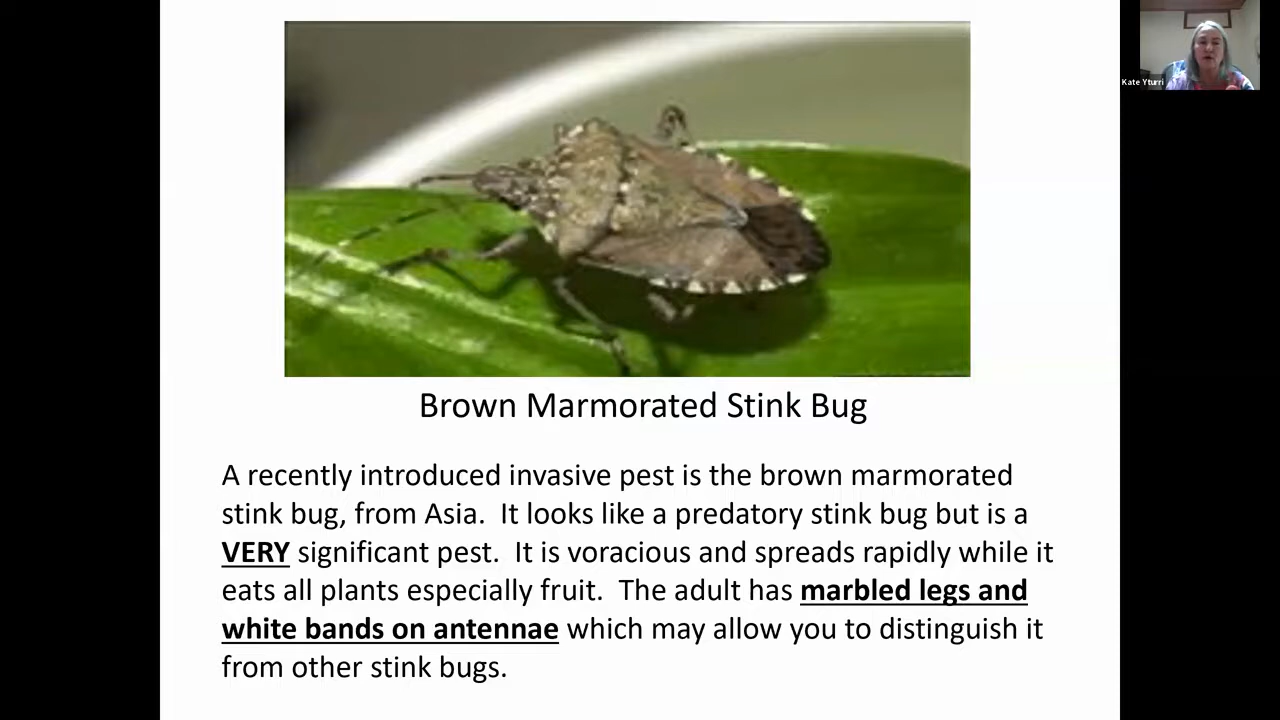 Kate Yturri
Brown Marmorated Stink Bug
A recently introduced invasive pest is the brown marmorated
stink bug, from Asia.  It looks like a predatory stink bug but is a
VERY significant pest.  It is voracious and spreads rapidly while it
eats all plants especially fruit.  The adult has marbled legs and
white bands on antennae which may allow you to distinguish it
from other stink bugs.